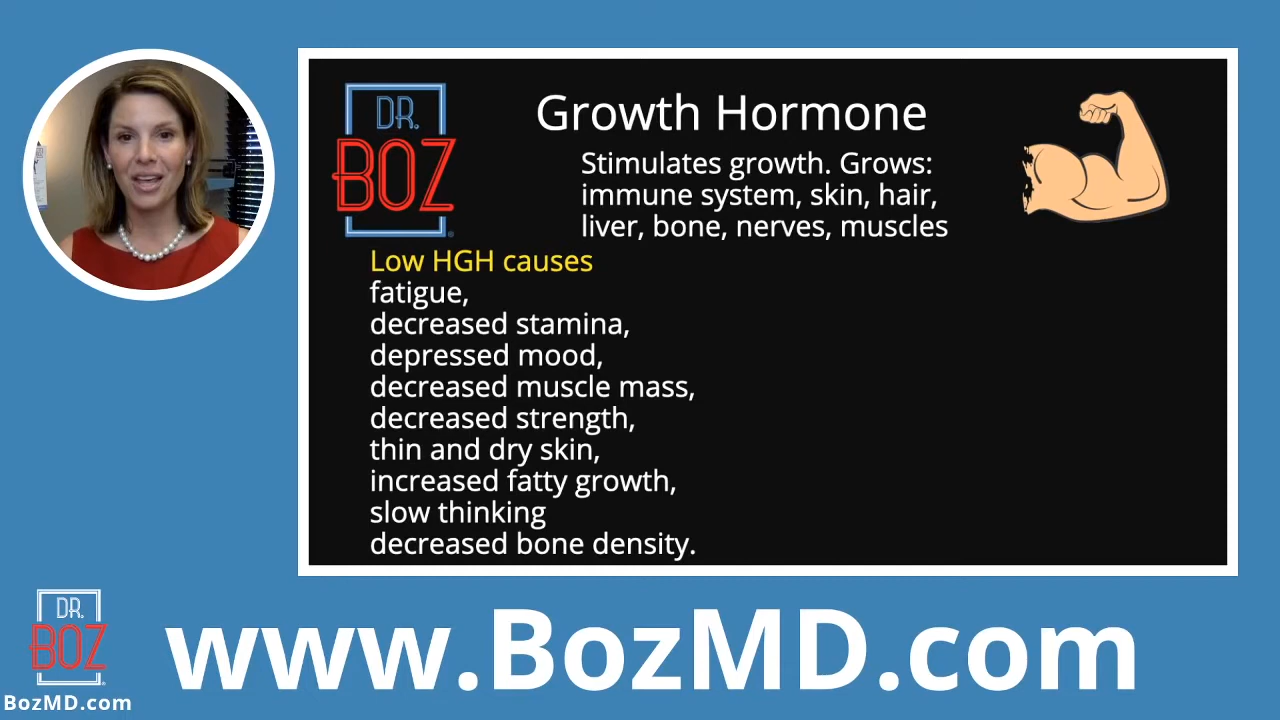 DR.
BOZ
Growth Hormone
Stimulates growth. Grows:
immune system, skin, hair,
liver, bone, nerves, muscles
Low HGH causes
fatigue,
decreased stamina,
depressed mood,
decreased muscle mass,
decreased strength,
thin and dry skin,
increased fatty growth,
slow thinking
decreased bone density.
DR.
BOZ
BozMD.com
www.BozMD.com